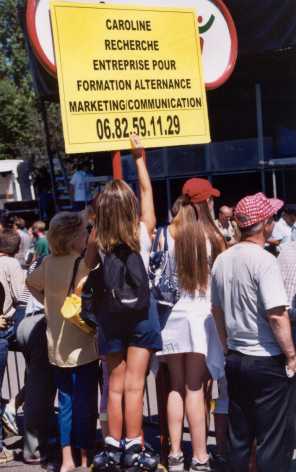 CAROLINE
RECHERCHE
ENTREPRISE POUR
FORMATION ALTERNANCE
MARKETING/COMMUNICATION
06.82.59.11.29